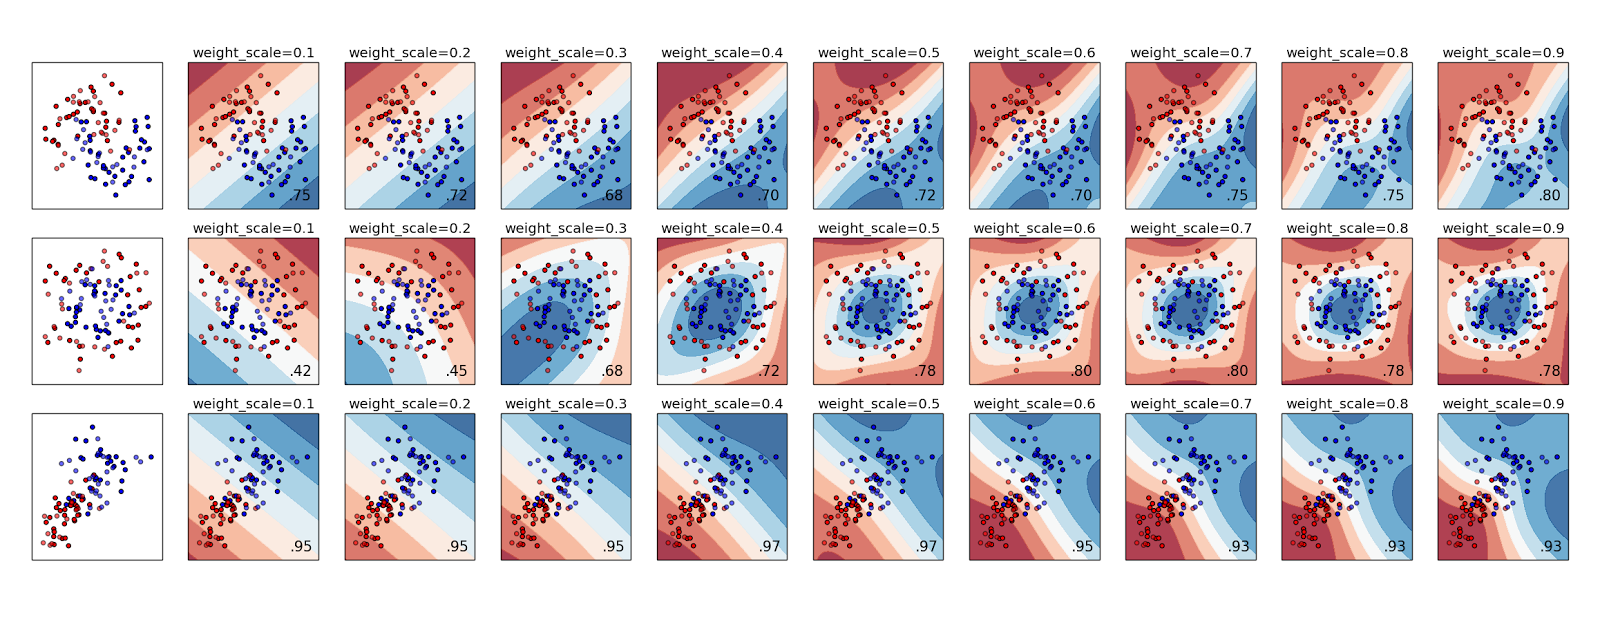 weight_scale=0.1 weight_scale=0.2 weight_scale=0.3 weight_scale=0.4 weight_scale=0.5 weight_scale=0.6 weight_scale=0.7 weight_scale=0.8 weight_scale=0.9
.75 .72 .68 .70 .72 .70 .75 .75 .80
weight_scale=0.1 weight_scale=0.2 weight_scale=0.3 weight_scale=0.4 weight_scale=0.5 weight_scale=0.6 weight_scale=0.7 weight_scale=0.8 weight_scale=0.9
.42 .45 .68 .72 .78 .80 .80 .78 .78
weight_scale=0.1 weight_scale=0.2 weight_scale=0.3 weight_scale=0.4 weight_scale=0.5 weight_scale=0.6 weight_scale=0.7 weight_scale=0.8 weight_scale=0.9
.95 .95 .95 .97 .97 .95 .93 .93 .93